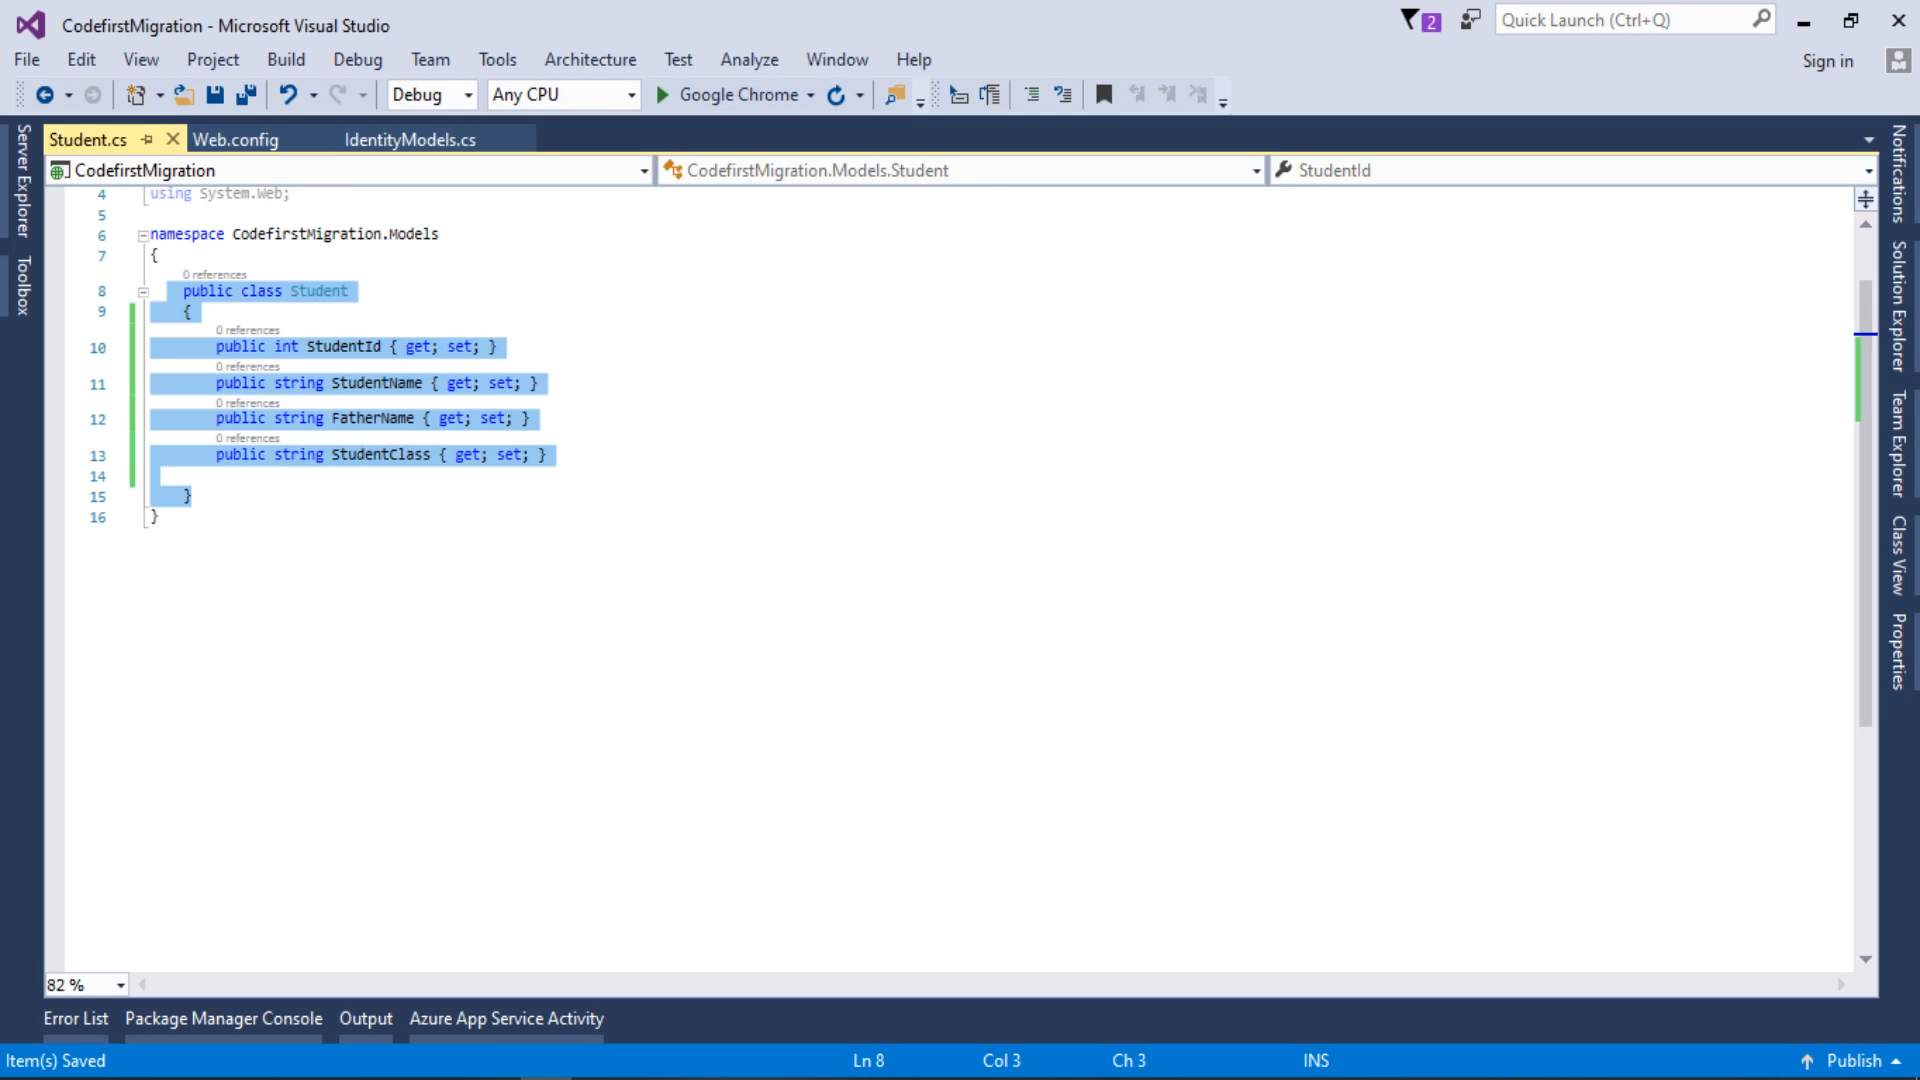 CodefirstMigration - Microsoft Visual Studio
2
Quick Launch (Ctrl+Q)
File Edit View Project Build Debug Team Tools Architecture Test Analyze Window Help
Sign in
Debug Any CPU Google Chrome
Student.cs Web.config IdentityModels.cs
CodefirstMigration CodefirstMigration.Models.Student StudentId
4 using System.Web;
5
6 namespace CodefirstMigration.Models
7 {
0 references
8 public class Student
9 {
0 references
10 public int StudentId { get; set; }
0 references
11 public string StudentName { get; set; }
0 references
12 public string FatherName { get; set; }
0 references
13 public string StudentClass { get; set; }
14
15 }
16 }
Server Explorer
Toolbox
Notifications
Solution Explorer
Team Explorer
Class View
Properties
82 %
Error List Package Manager Console Output Azure App Service Activity
Item(s) Saved Ln 8 Col 3 Ch 3 INS Publish